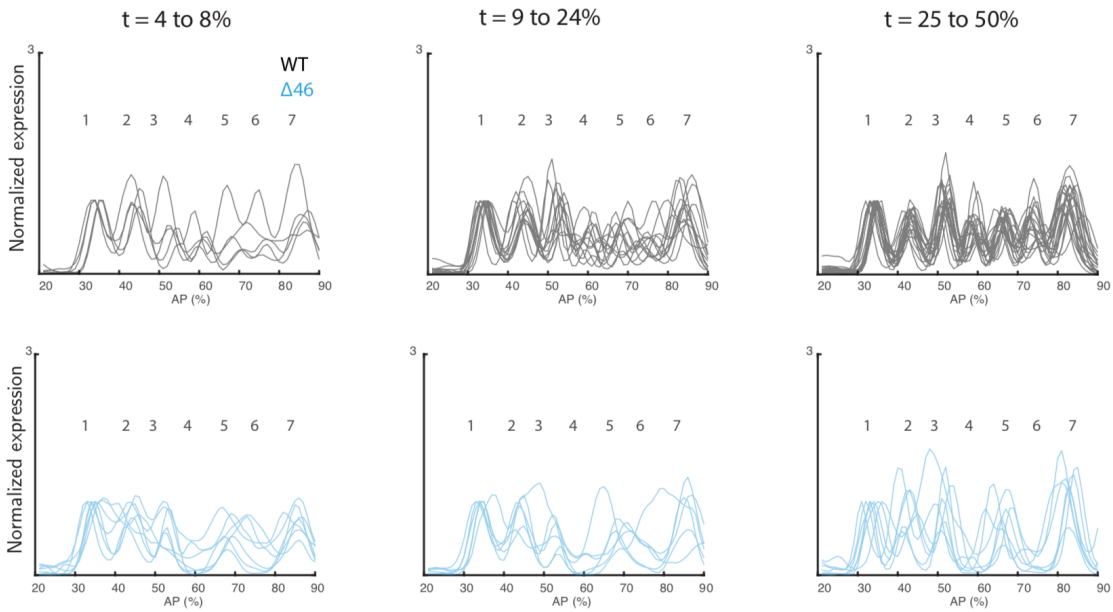 t = 4 to 8%
t = 9 to 24%
t = 25 to 50%
3
Normalized expression
WT
Δ46
1 2 3 4 5 6 7
20 30 40 50 60 70 80 90
AP (%)
3
1 2 3 4 5 6 7
20 30 40 50 60 70 80 90
AP (%)
3
1 2 3 4 5 6 7
20 30 40 50 60 70 80 90
AP (%)
3
Normalized expression
1 2 3 4 5 6 7
20 30 40 50 60 70 80 90
AP (%)
3
1 2 3 4 5 6 7
20 30 40 50 60 70 80 90
AP (%)
3
1 2 3 4 5 6 7
20 30 40 50 60 70 80 90
AP (%)